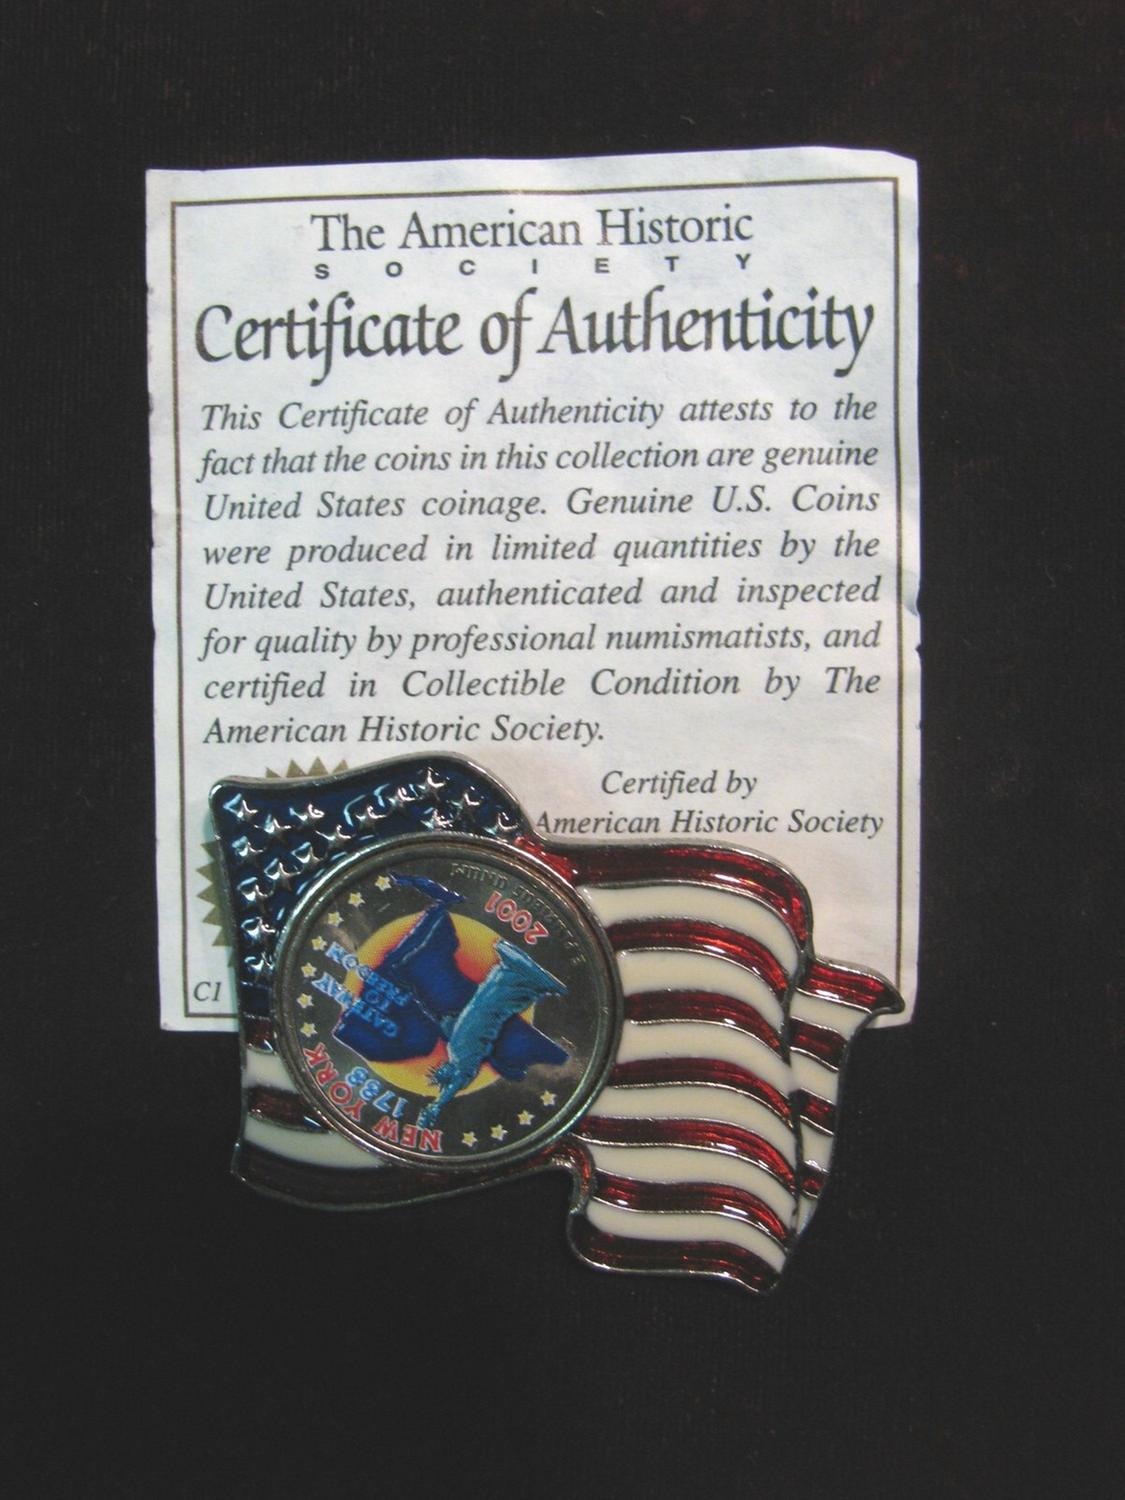 The American Historic
SOCIETY
Certificate of Authenticity
This Certificate of Authenticity attests to the
fact that the coins in this collection are genuine
United States coinage. Genuine U.S. Coins
were produced in limited quantities by the
United States, authenticated and inspected
for quality by professional numismatists, and
certified in Collectible Condition by The
American Historic Society.
Certified by
American Historic Society
C1
NEW YORK
1788
GATEWAY
TO
FREEDOM
2001
E PLURIBUS UNUM